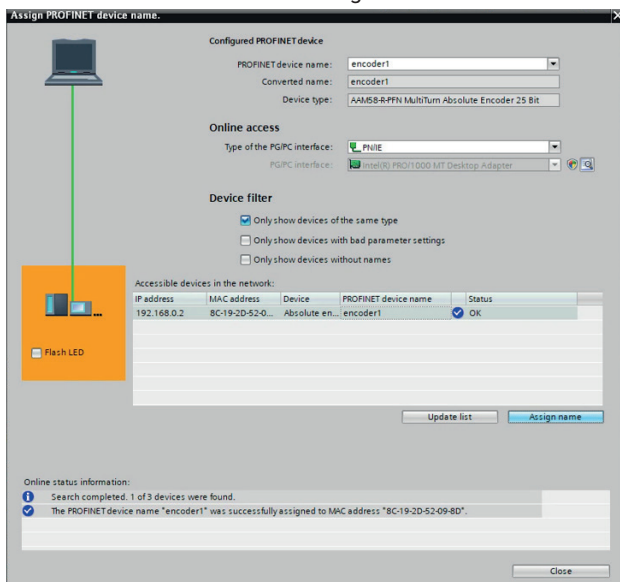 Assign PROFINET device name.
Configured PROFINET device
PROFINET device name: encoder1
Converted name: encoder1
Device type: AAM58-R-PFN MultiTurn Absolute Encoder 25 Bit
Online access
Type of the PG/PC interface: PN/IE
PG/PC interface: Intel(R) PRO/1000 MT Desktop Adapter
Device filter
Only show devices of the same type
Only show devices with bad parameter settings
Only show devices without names
Accessible devices in the network:
IP address MAC address Device PROFINET device name Status
192.168.0.2 8C-19-2D-52-0... Absolute en... encoder1 OK
Flash LED
Update list Assign name
Online status information:
Search completed. 1 of 3 devices were found.
The PROFINET device name "encoder1" was successfully assigned to MAC address "8C-19-2D-52-09-8D".
Close